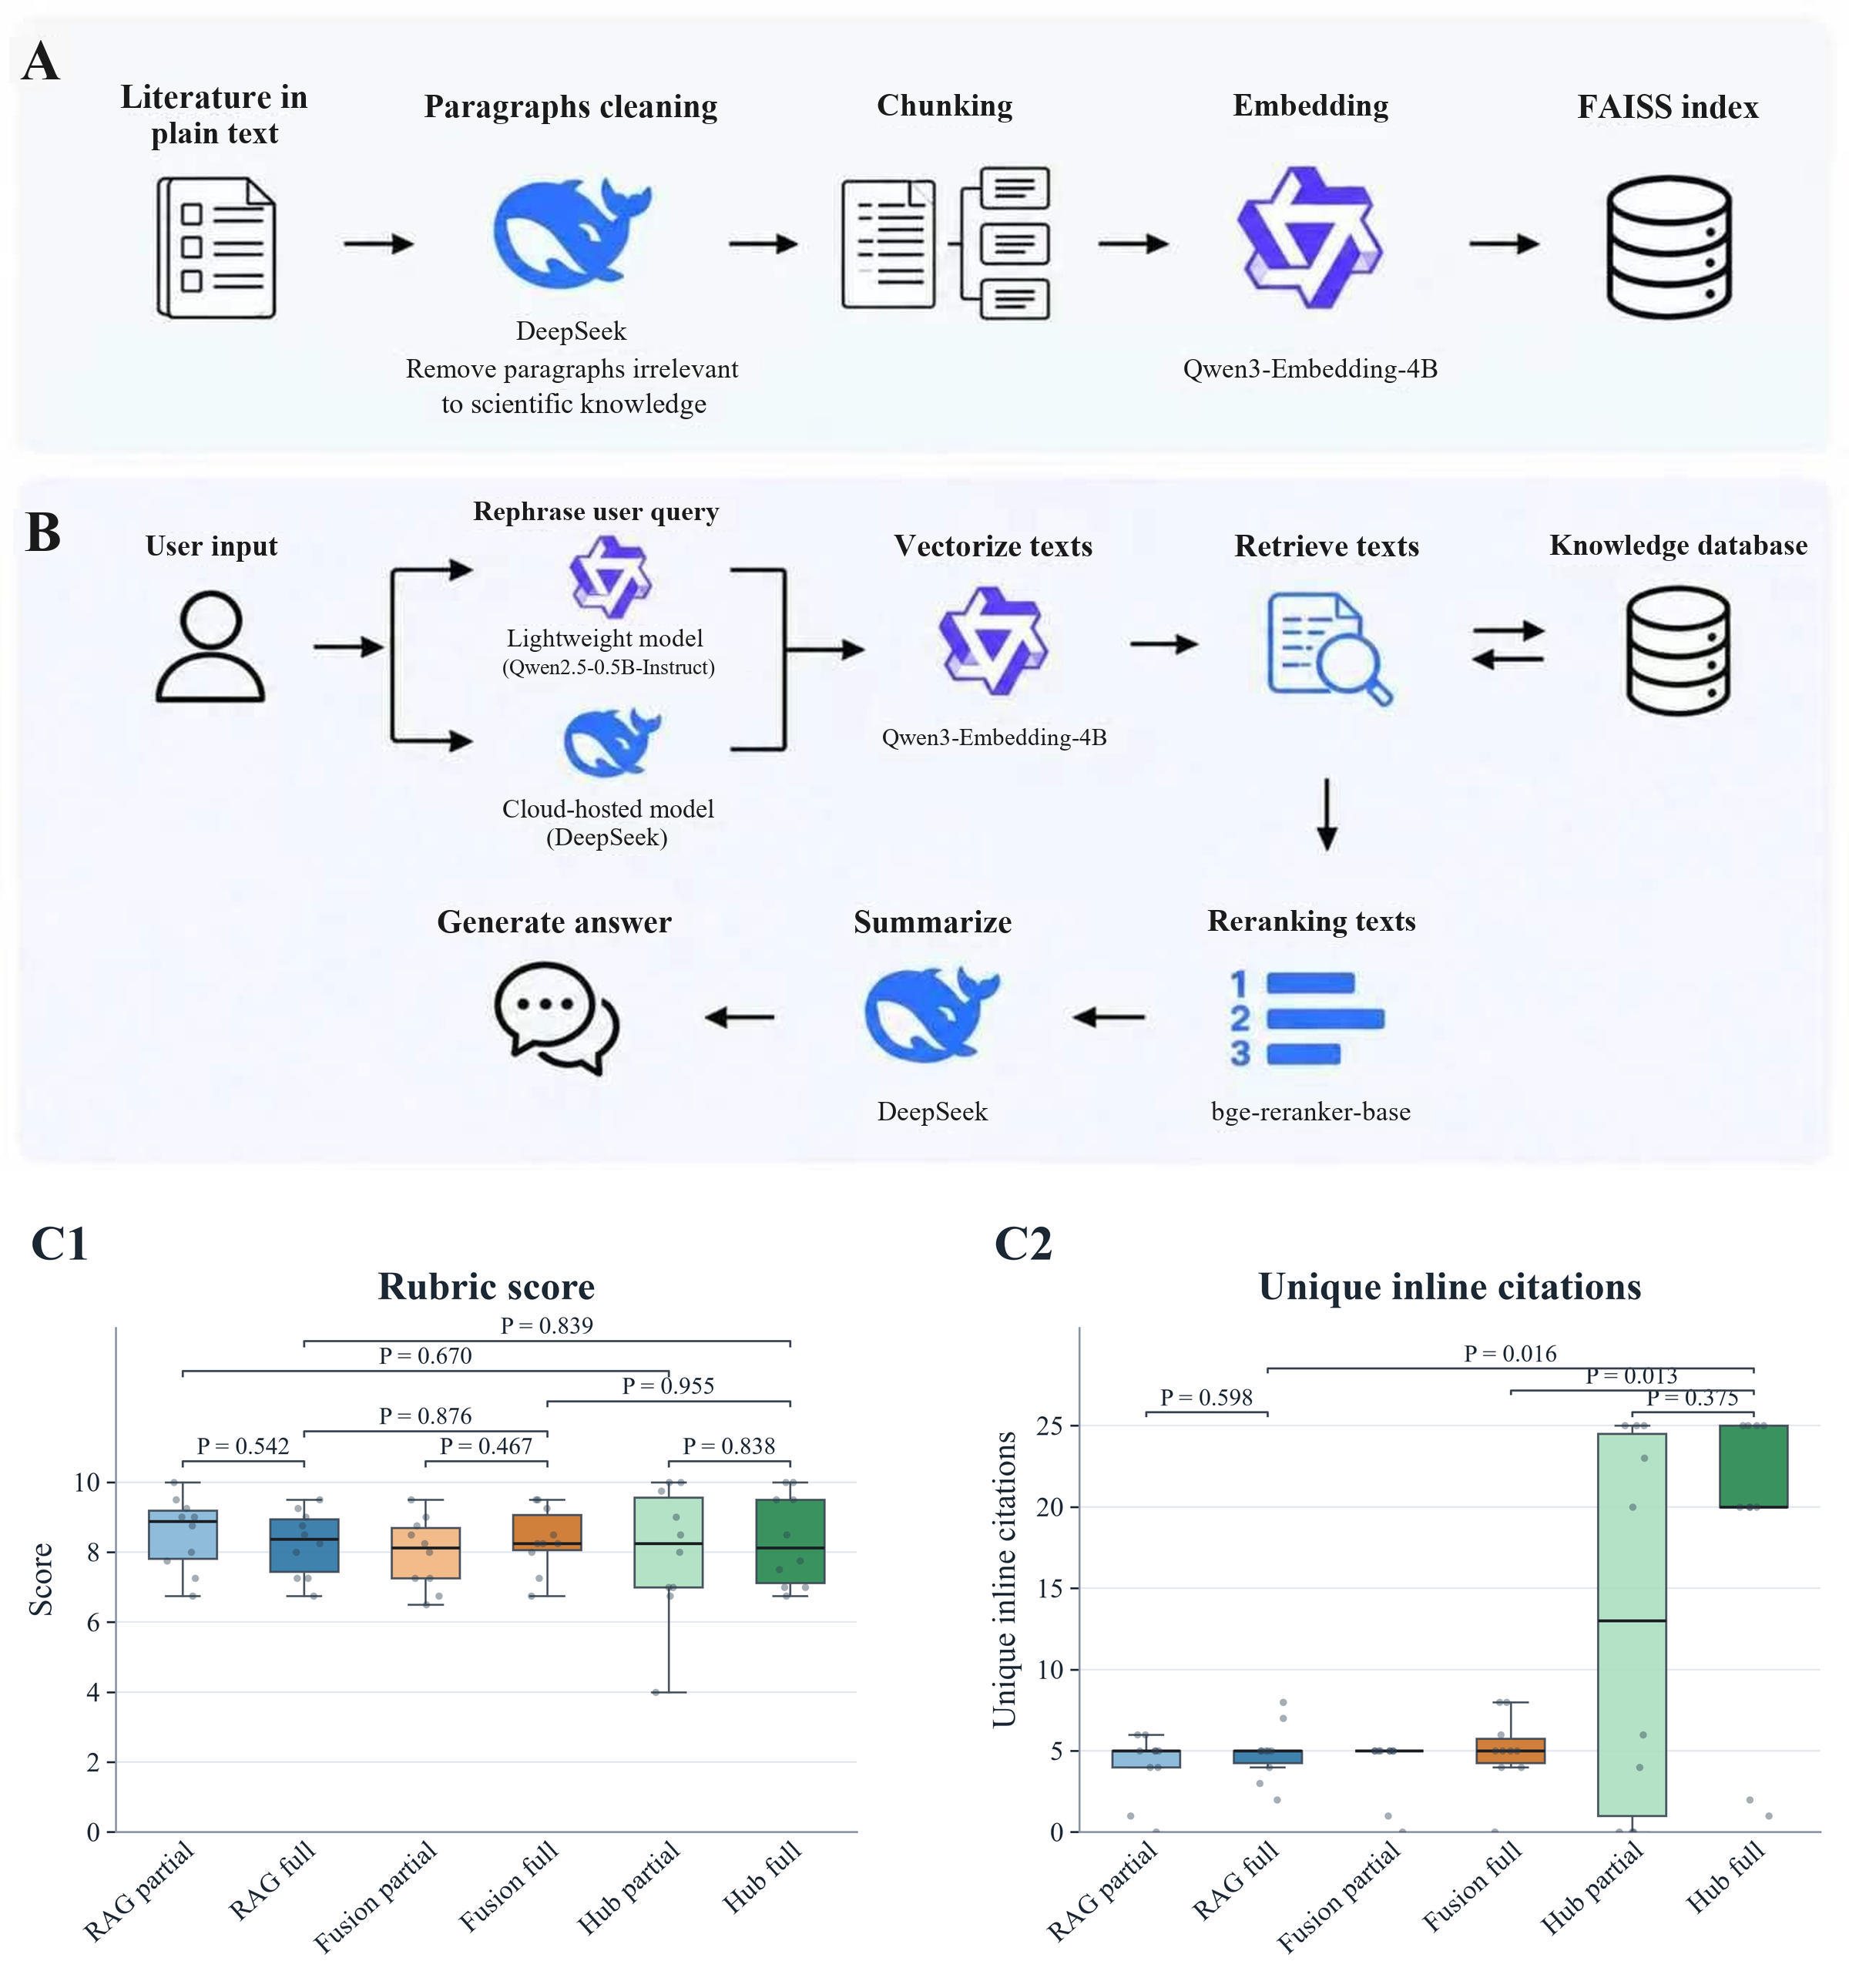 A
Literature in
plain text
Paragraphs cleaning
Chunking
Embedding
FAISS index
DeepSeek
Remove paragraphs irrelevant
to scientific knowledge
Qwen3-Embedding-4B
B
User input
Rephrase user query
Lightweight model
(Qwen2.5-0.5B-Instruct)
Cloud-hosted model
(DeepSeek)
Vectorize texts
Qwen3-Embedding-4B
Retrieve texts
Knowledge database
Generate answer
Summarize
DeepSeek
Reranking texts
1
2
3
bge-reranker-base
C1
Rubric score
P = 0.839
P = 0.670
P = 0.955
P = 0.876
P = 0.542
P = 0.467
P = 0.838
Score
10
8
6
4
2
0
RAG partial
RAG full
Fusion partial
Fusion full
Hub partial
Hub full
C2
Unique inline citations
P = 0.016
P = 0.013
P = 0.598
P = 0.375
Unique inline citations
25
20
15
10
5
0
RAG partial
RAG full
Fusion partial
Fusion full
Hub partial
Hub full